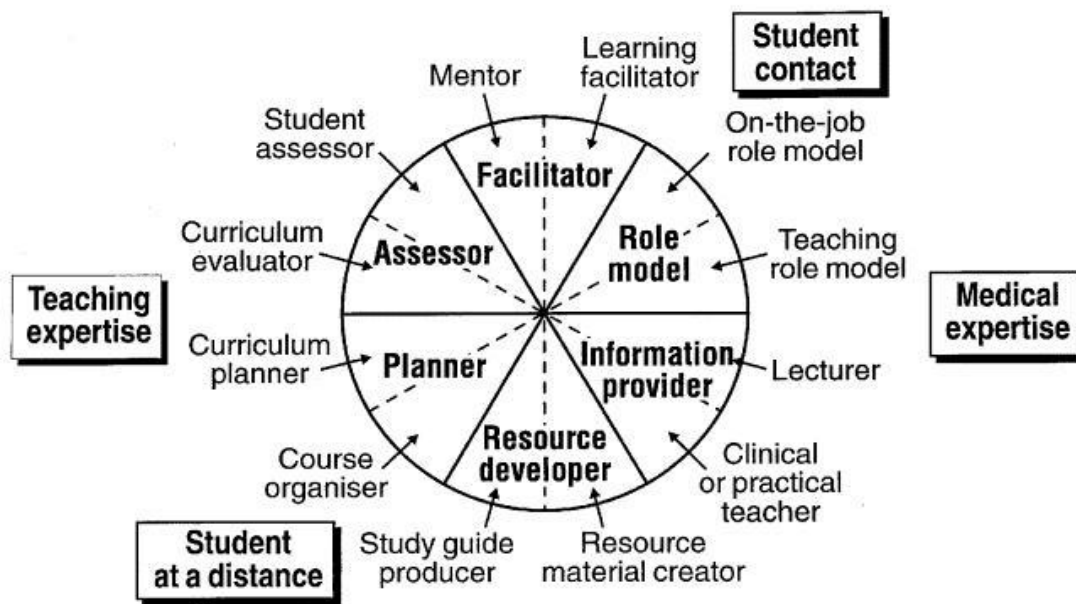 Student
contact
Learning
facilitator
Mentor
Student
assessor
On-the-job
role model
Facilitator
Curriculum
evaluator
Assessor
Role
model
Teaching
role model
Teaching
expertise
Medical
expertise
Curriculum
planner
Planner
Information
provider
Lecturer
Resource
developer
Course
organiser
Clinical
or practical
teacher
Student
at a distance
Study guide
producer
Resource
material creator